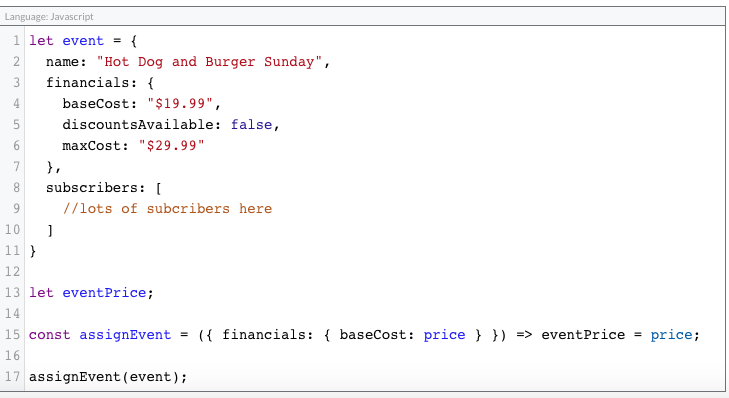 Language: Javascript
1 let event = {
2   name: "Hot Dog and Burger Sunday",
3   financials: {
4     baseCost: "$19.99",
5     discountsAvailable: false,
6     maxCost: "$29.99"
7   },
8   subscribers: [
9     //lots of subcribers here
10   ]
11 }
12
13 let eventPrice;
14
15 const assignEvent = ({ financials: { baseCost: price } }) => eventPrice = price;
16
17 assignEvent(event);